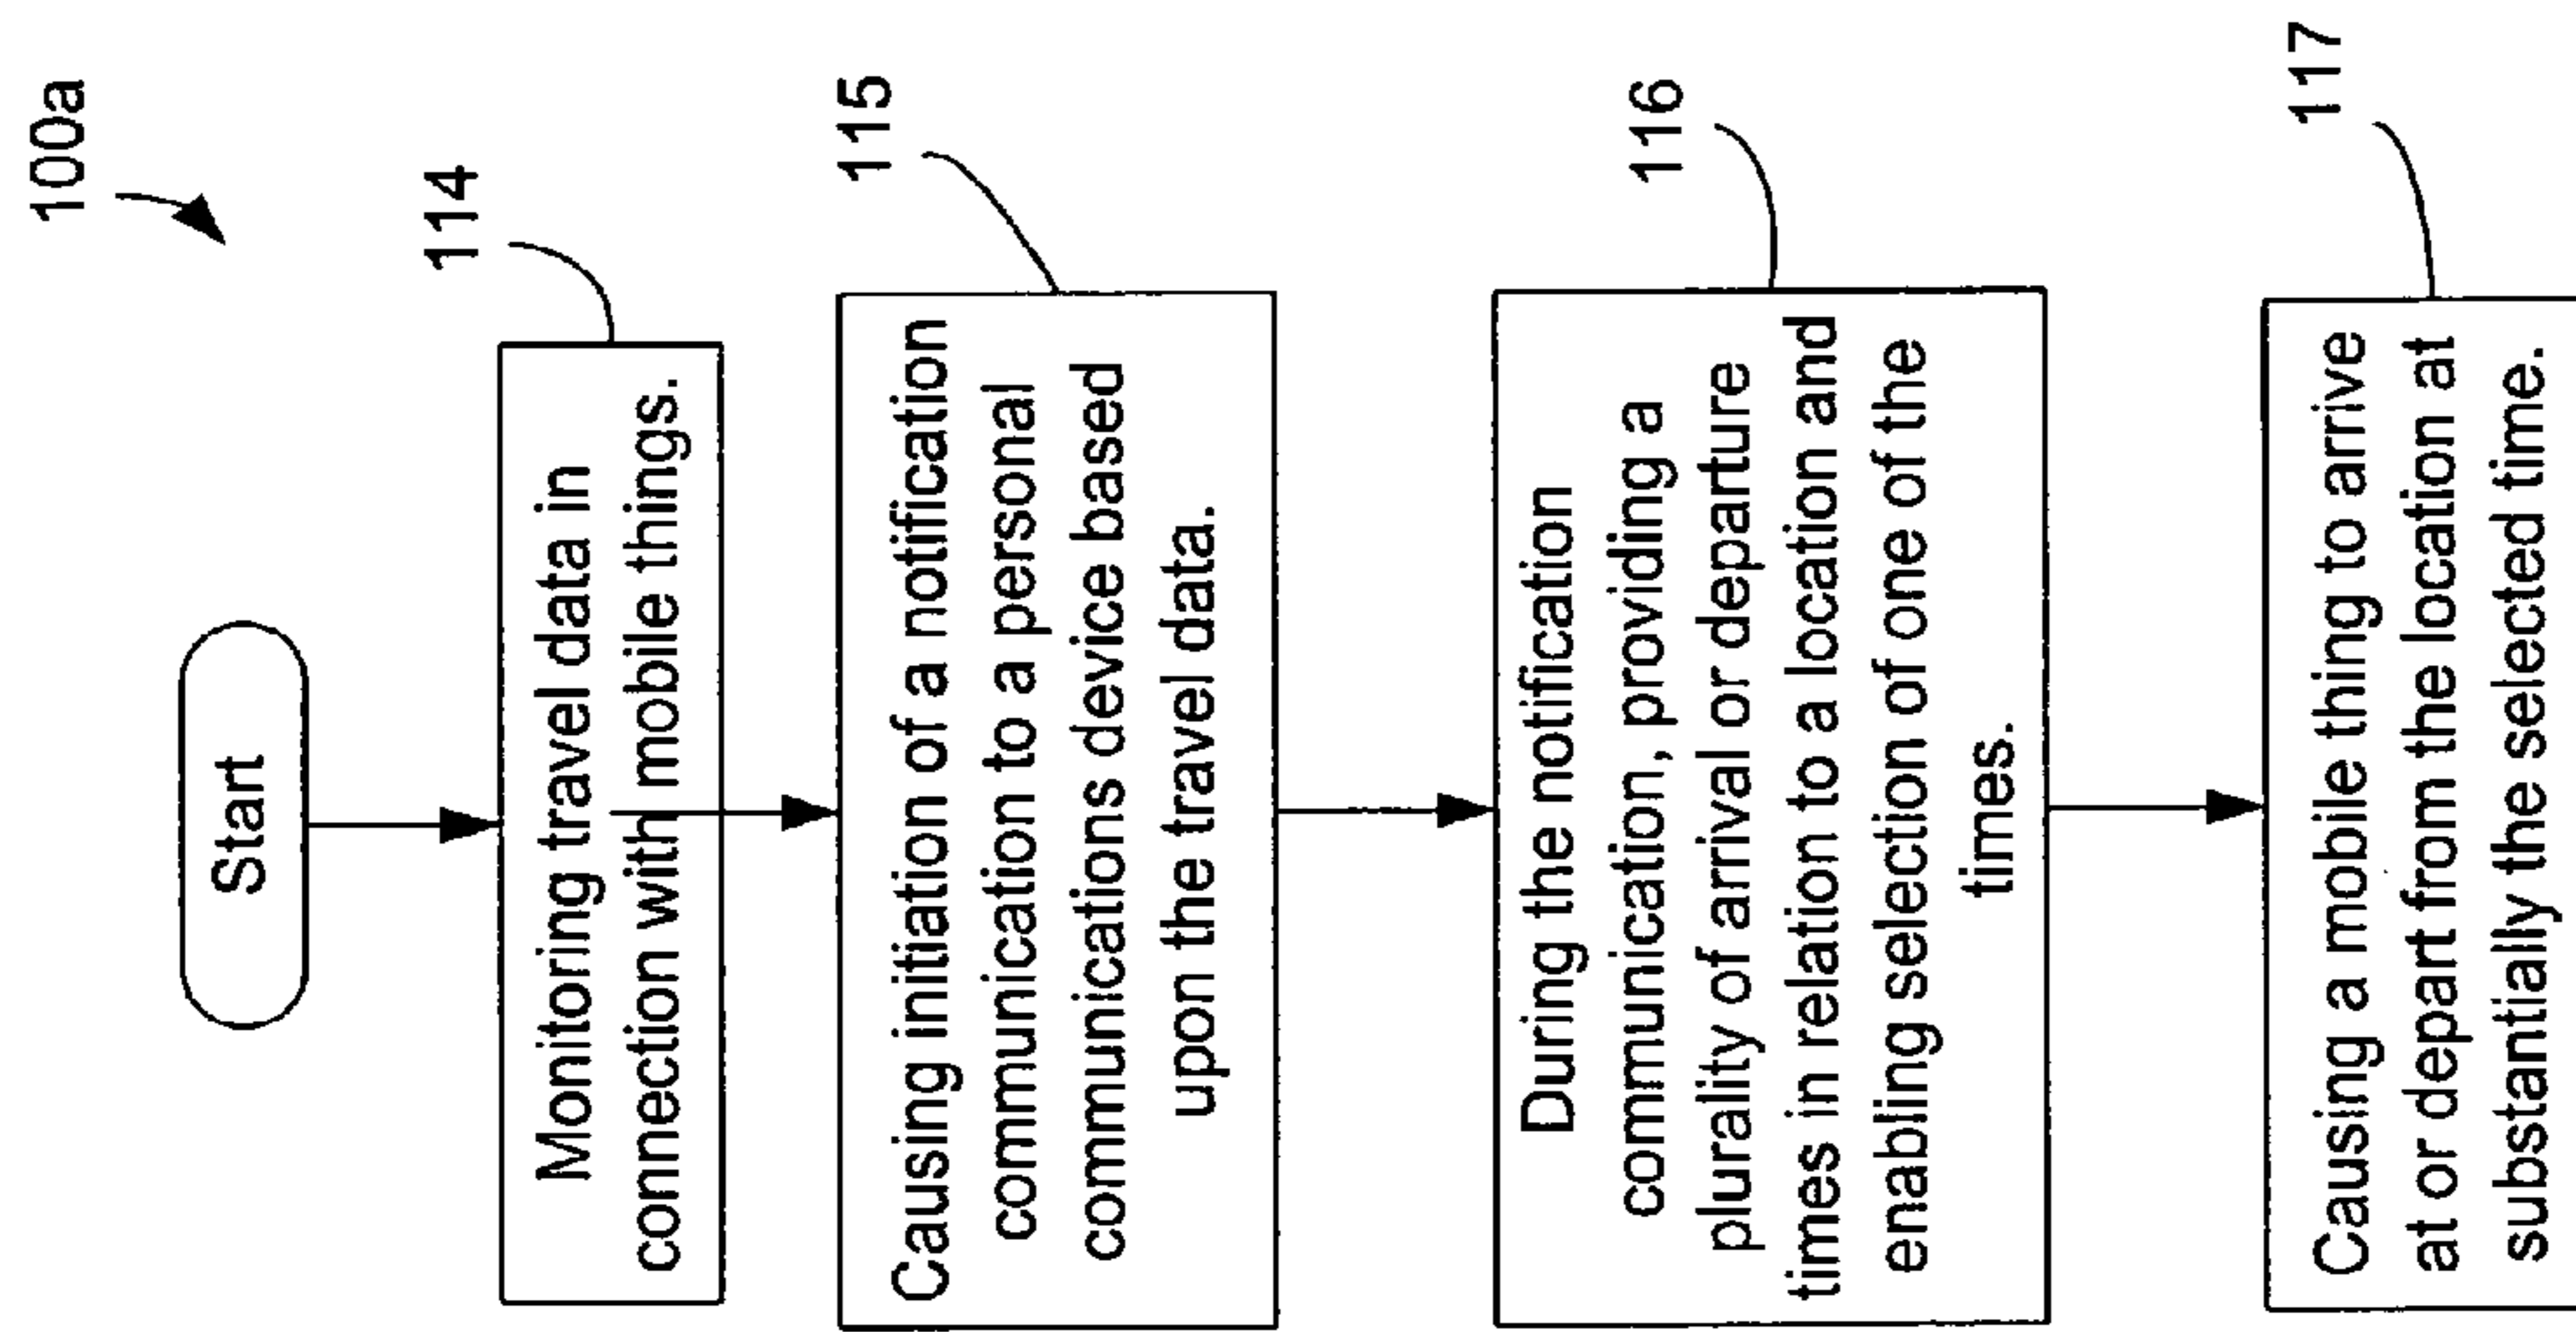 100a
Start
114
Monitoring travel data in
connection with mobile things.
115
Causing initiation of a notification
communication to a personal
communications device based
upon the travel data.
116
During the notification
communication, providing a
plurality of arrival or departure
times in relation to a location and
enabling selection of one of the
times.
117
Causing a mobile thing to arrive
at or depart from the location at
substantially the selected time.